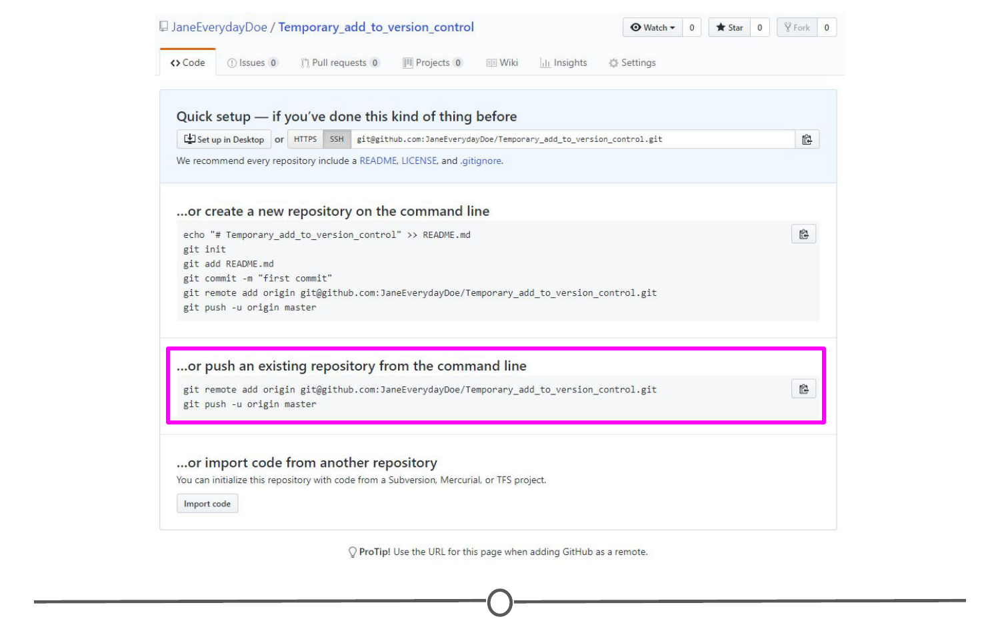 JaneEverydayDoe / Temporary_add_to_version_control
Watch 0 Star 0 Fork 0
Code Issues 0 Pull requests 0 Projects 0 Wiki Insights Settings
Quick setup — if you've done this kind of thing before
Set up in Desktop or HTTPS SSH git@github.com:JaneEverydayDoe/Temporary_add_to_version_control.git
We recommend every repository include a README, LICENSE, and .gitignore.
...or create a new repository on the command line
echo "# Temporary_add_to_version_control" >> README.md
git init
git add README.md
git commit -m "first commit"
git remote add origin git@github.com:JaneEverydayDoe/Temporary_add_to_version_control.git
git push -u origin master
...or push an existing repository from the command line
git remote add origin git@github.com:JaneEverydayDoe/Temporary_add_to_version_control.git
git push -u origin master
...or import code from another repository
You can initialize this repository with code from a Subversion, Mercurial, or TFS project.
Import code
ProTip! Use the URL for this page when adding GitHub as a remote.